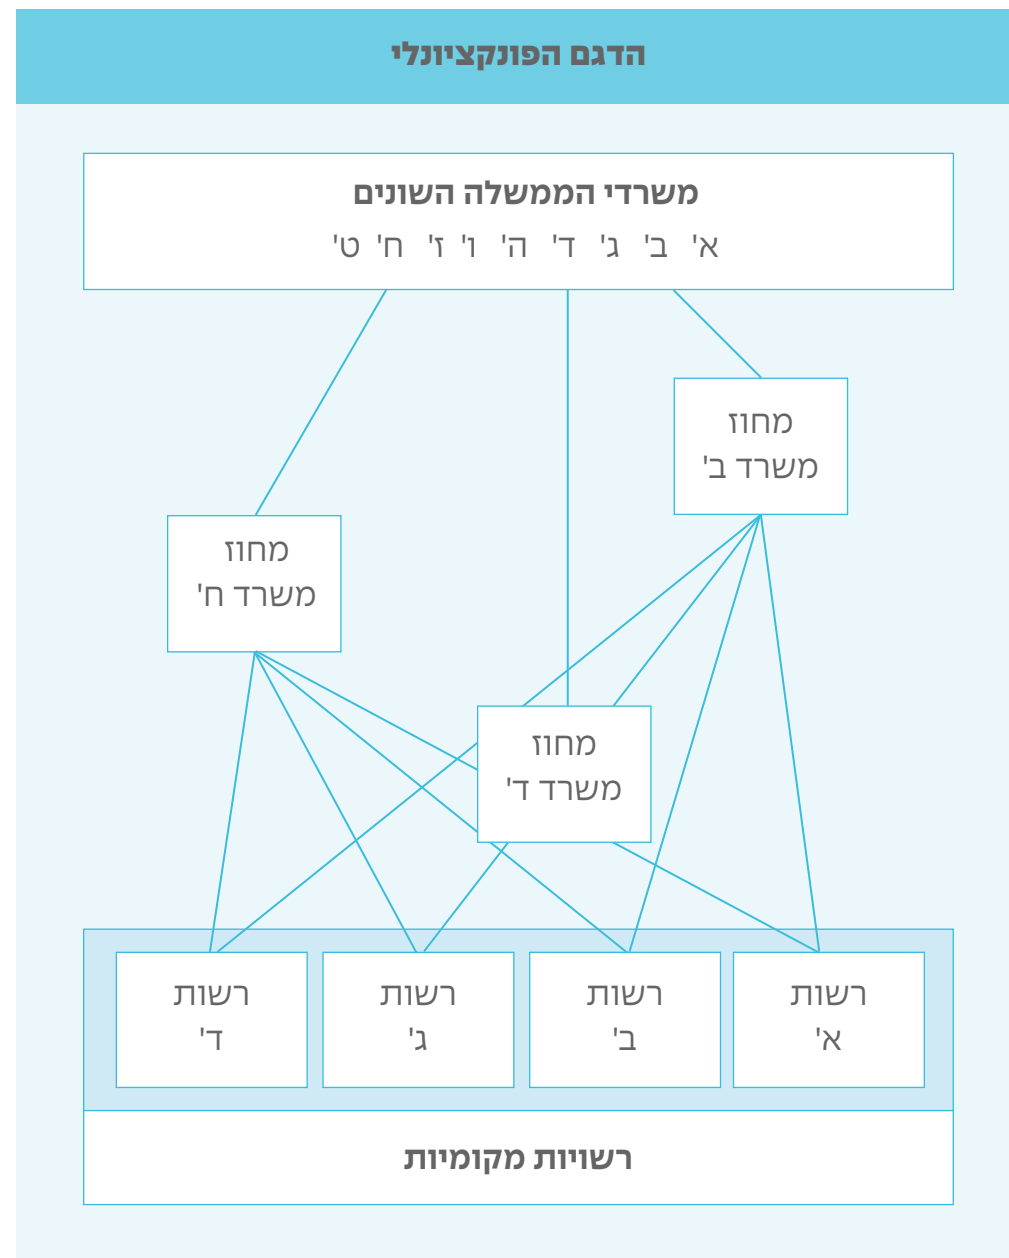 הדגם הפונקציונלי
משרדי הממשלה השונים
א' ב' ג' ד' ה' ו' ז' ח' ט'
מחוז
משרד ב'
מחוז
משרד ח'
מחוז
משרד ד'
רשות
א'
רשות
ב'
רשות
ג'
רשות
ד'
רשויות מקומיות